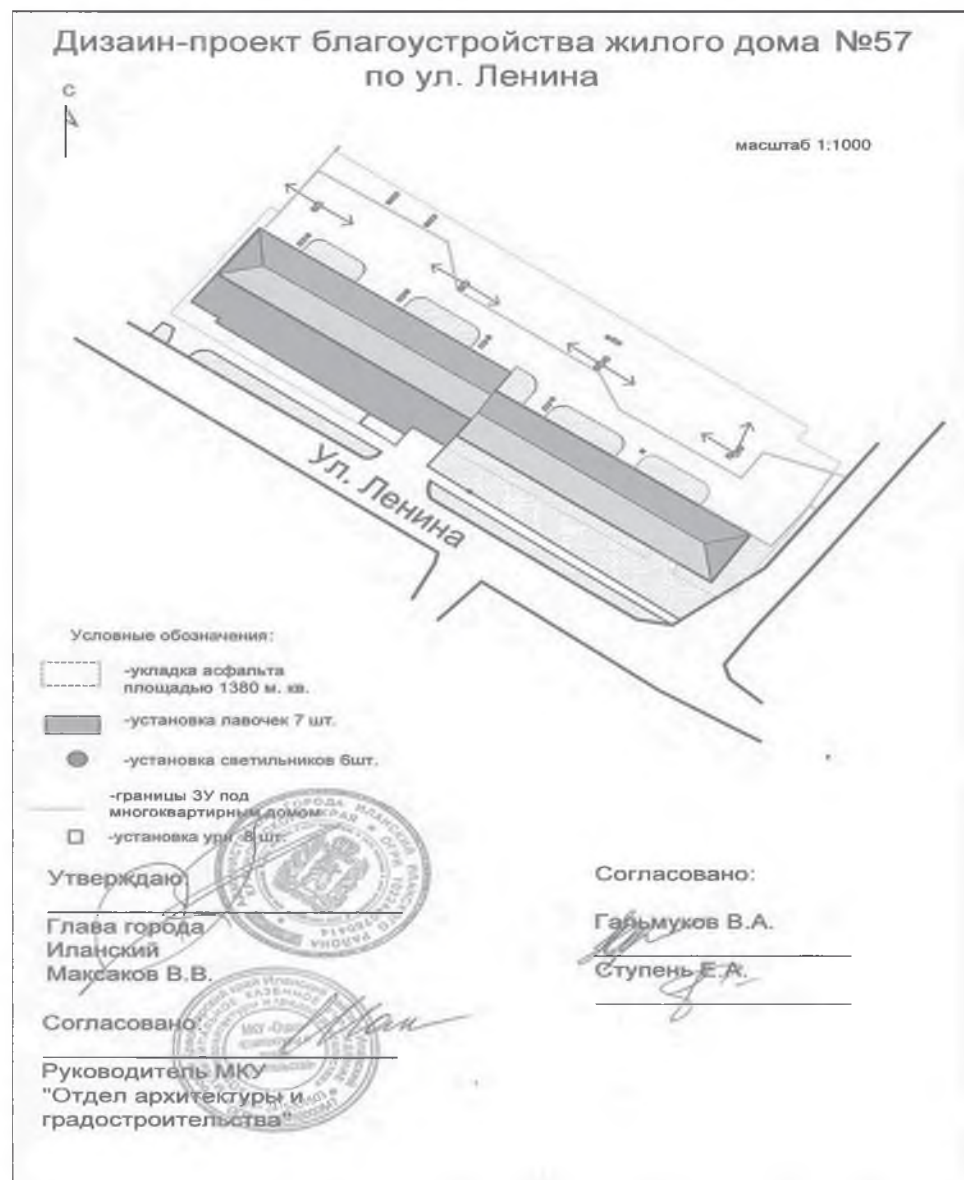 Дизаин-проект благоустройства жилого дома №57
по ул. Ленина
С
масштаб 1:1000
Ул. Ленина
Условные обозначения:
-укладка асфальта
площадью 1380 м. кв.
-установка лавочек 7 шт.
-установка светильников 6шт.
-границы ЗУ под
многоквартирным домом
-установка урн 8 шт.
Утверждаю:
Глава города
Иланский
Максаков В.В.
Согласовано:
Руководитель МКУ
"Отдел архитектуры и
градостроительства"
Согласовано:
Гальмуков В.А.
Ступень Е.А.